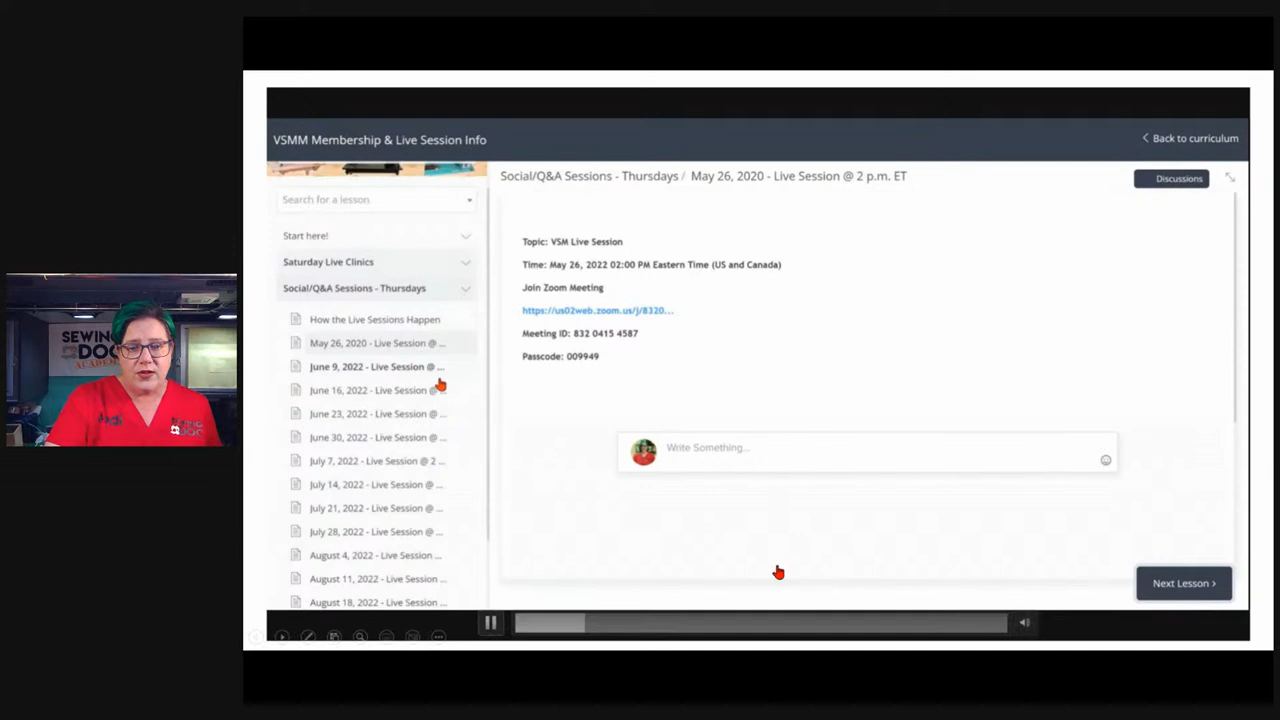 VSMM Membership & Live Session Info
Back to curriculum
Search for a lesson
Start here!
Saturday Live Clinics
Social/Q&A Sessions - Thursdays
How the Live Sessions Happen
May 26, 2020 - Live Session @ ...
June 9, 2022 - Live Session @ ...
June 16, 2022 - Live Session @ ...
June 23, 2022 - Live Session @ ...
June 30, 2022 - Live Session @ ...
July 7, 2022 - Live Session @ 2 ...
July 14, 2022 - Live Session @ ...
July 21, 2022 - Live Session @ ...
July 28, 2022 - Live Session @ ...
August 4, 2022 - Live Session ...
August 11, 2022 - Live Session ...
August 18, 2022 - Live Session ...
Social/Q&A Sessions - Thursdays / May 26, 2020 - Live Session @ 2 p.m. ET
Discussions
Topic: VSM Live Session
Time: May 26, 2022 02:00 PM Eastern Time (US and Canada)
Join Zoom Meeting
https://us02web.zoom.us/j/8320...
Meeting ID: 832 0415 4587
Passcode: 009949
Write Something...
Next Lesson >
SEWING
DOC
ACADEMY
SEWING
DOC